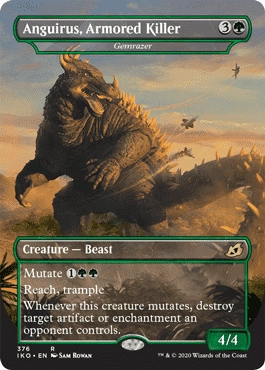 Anguirus, Armored Killer 3
Gemrazer
Creature — Beast
Mutate 1
Reach, trample
Whenever this creature mutates, destroy
target artifact or enchantment an
opponent controls.
4/4
376 R
IKO • EN Sam Rowan ™ & © 2020 Wizards of the Coast